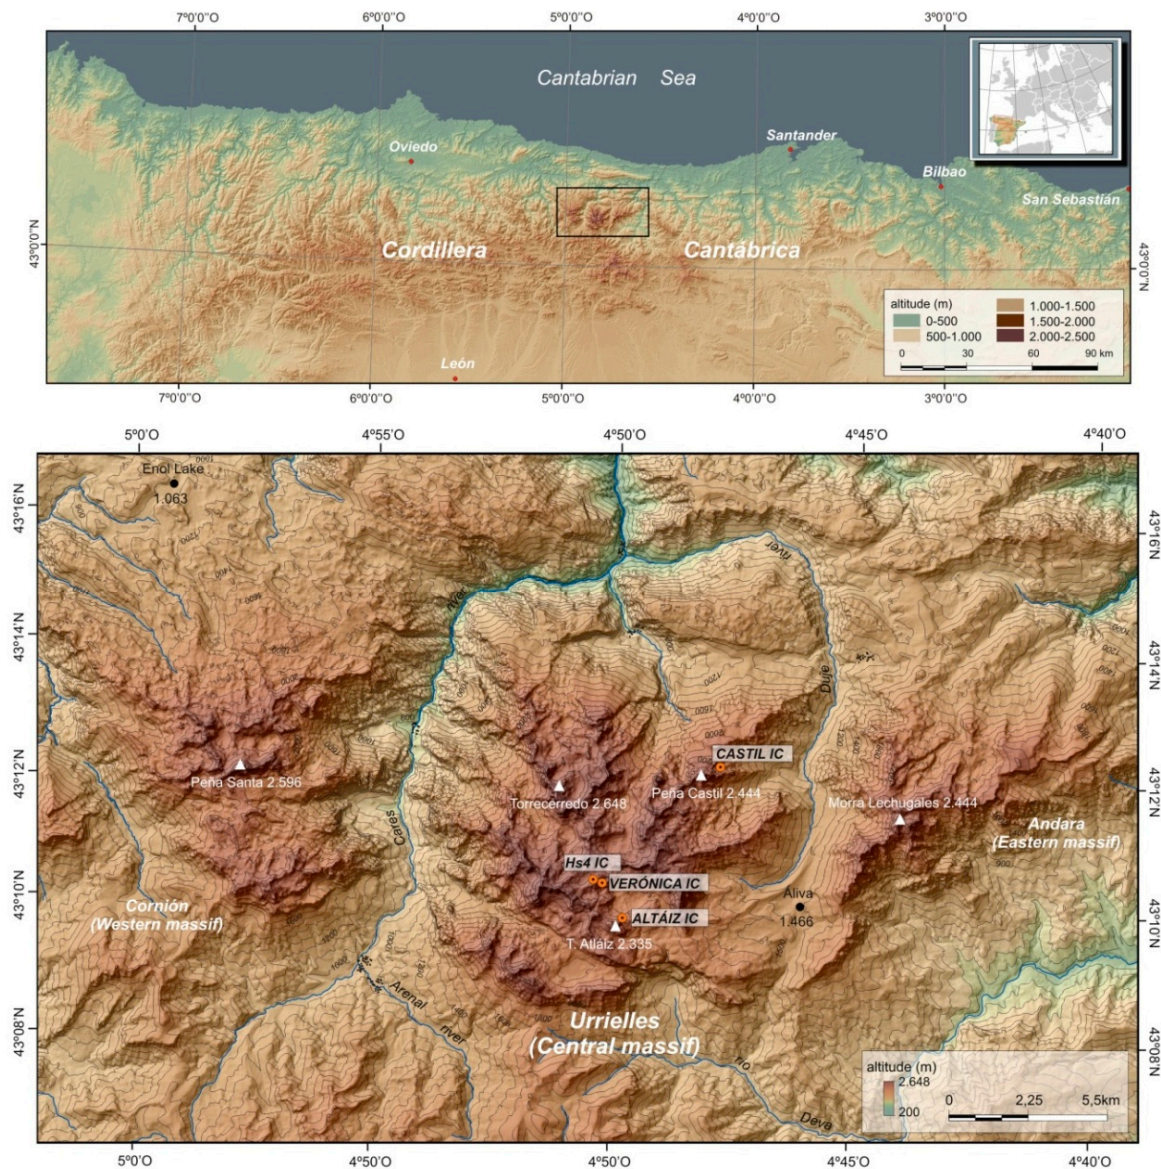 7º0'0''O 6º0'0''O 5º0'0''O 4º0'0''O 3º0'0''O
Cantabrian Sea
Santander
Oviedo
Bilbao
San Sebastián
43º0'0''N
Cordillera Cantábrica
43º0'0''N
altitude (m)
0-500
500-1.000
1.000-1.500
1.500-2.000
2.000-2.500
0 30 60 90 km
León
7º0'0''O 6º0'0''O 5º0'0''O 4º0'0''O 3º0'0''O
5º0'O 4º55'O 4º50'O 4º45'O 4º40'O
Enol Lake
1.063
43º16'N
43º16'N
river
river
43º14'N
43º14'N
Duje
CASTIL IC
43º12'N
43º12'N
Peña Santa 2.596
Torrecerredo 2.648
Peña Castil 2.444
Morra Lechugales 2.444
Cares
Andara
(Eastern massif)
Hs4 IC
VERÓNICA IC
43º10'N
43º10'N
Cornión
(Western massif)
ALTÁIZ IC
Áliva
1.466
T. Atláiz 2.335
Arenal
river
43º08'N
43º08'N
Urrielles
(Central massif)
rio
Deva
altitude (m)
2.648
200
0 2,25 5,5km
5º0'O 4º50'O 4º50'O 4º45'O 4º40'O